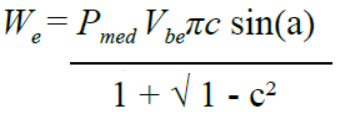 We = Pmed Vbe πc sin(a)
1 + √ 1 - c²